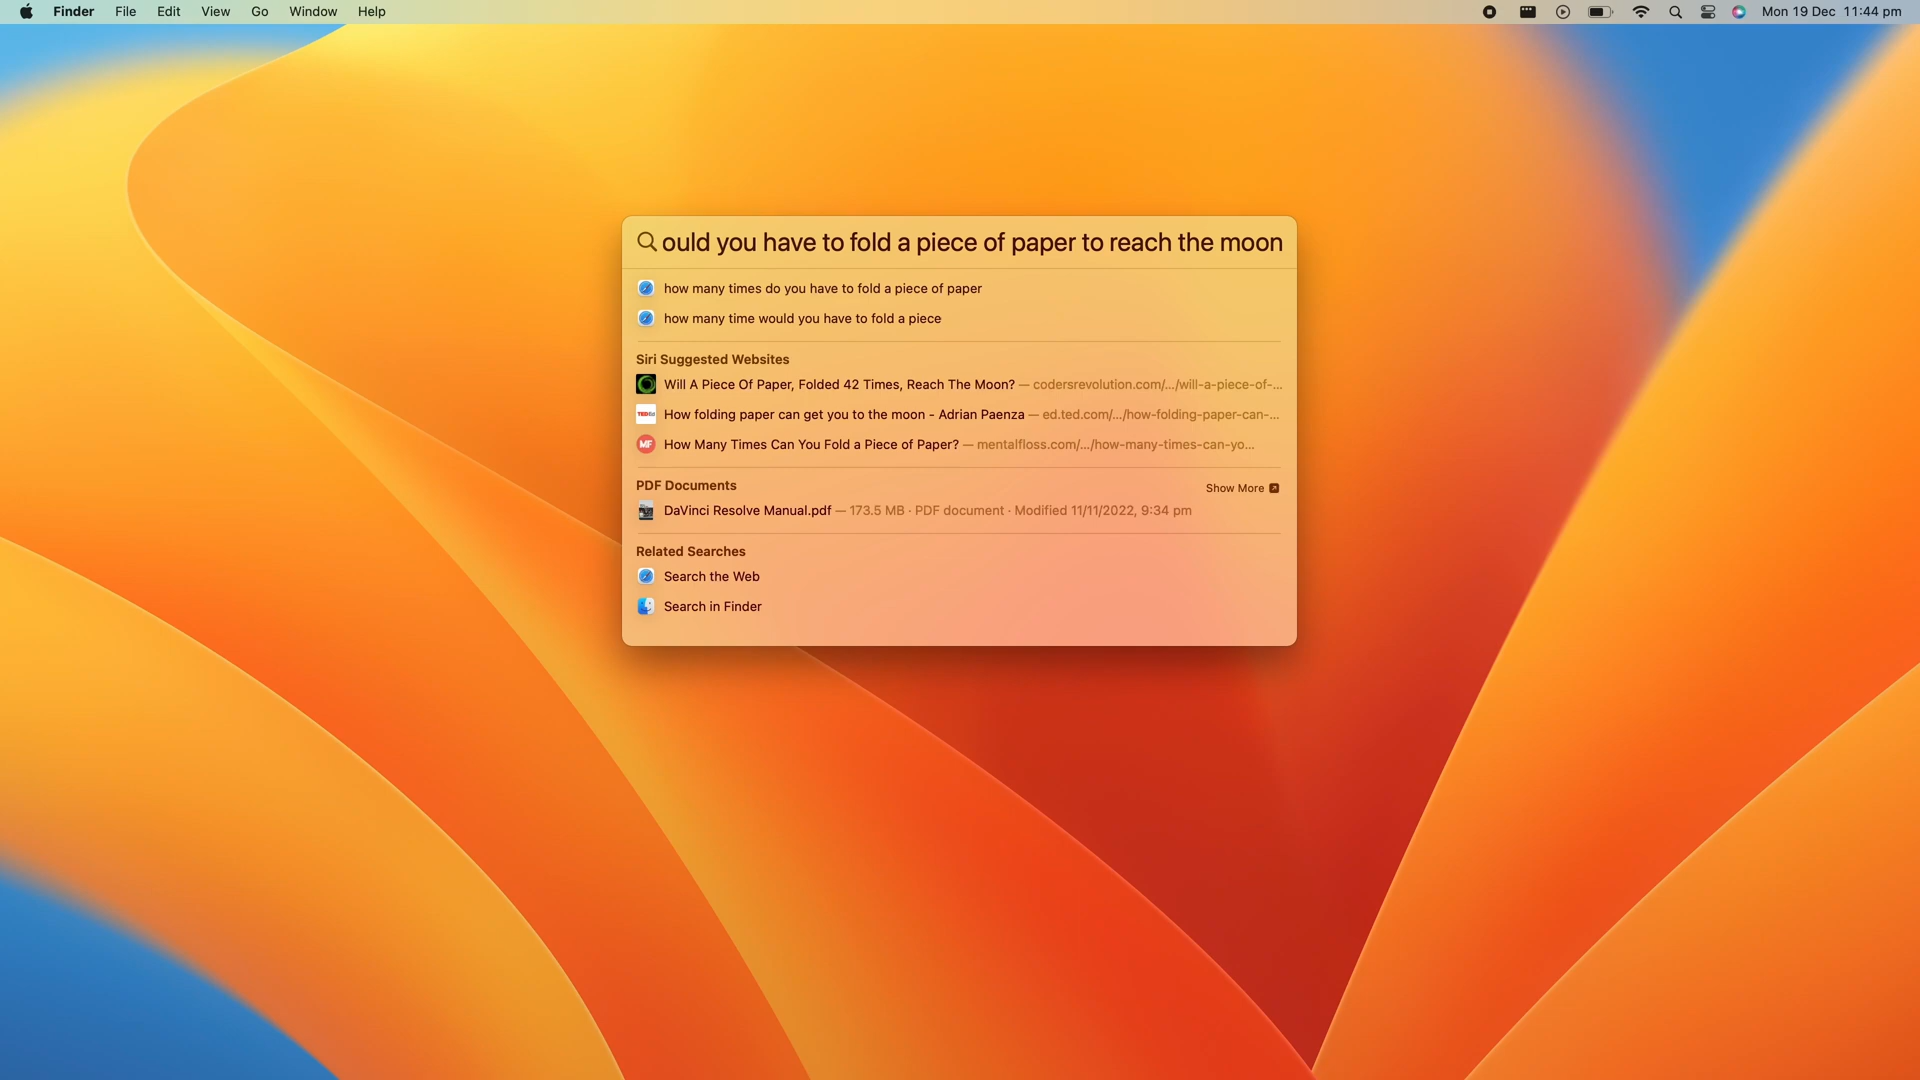 Finder File Edit View Go Window Help Mon 19 Dec 11:44 pm
ould you have to fold a piece of paper to reach the moon
how many times do you have to fold a piece of paper
how many time would you have to fold a piece
Siri Suggested Websites
Will A Piece Of Paper, Folded 42 Times, Reach The Moon? — codersrevolution.com/.../will-a-piece-of-...
TEDEd How folding paper can get you to the moon - Adrian Paenza — ed.ted.com/.../how-folding-paper-can-...
MF How Many Times Can You Fold a Piece of Paper? — mentalfloss.com/.../how-many-times-can-yo...
PDF Documents Show More
DaVinci Resolve Manual.pdf — 173.5 MB · PDF document · Modified 11/11/2022, 9:34 pm
Related Searches
Search the Web
Search in Finder